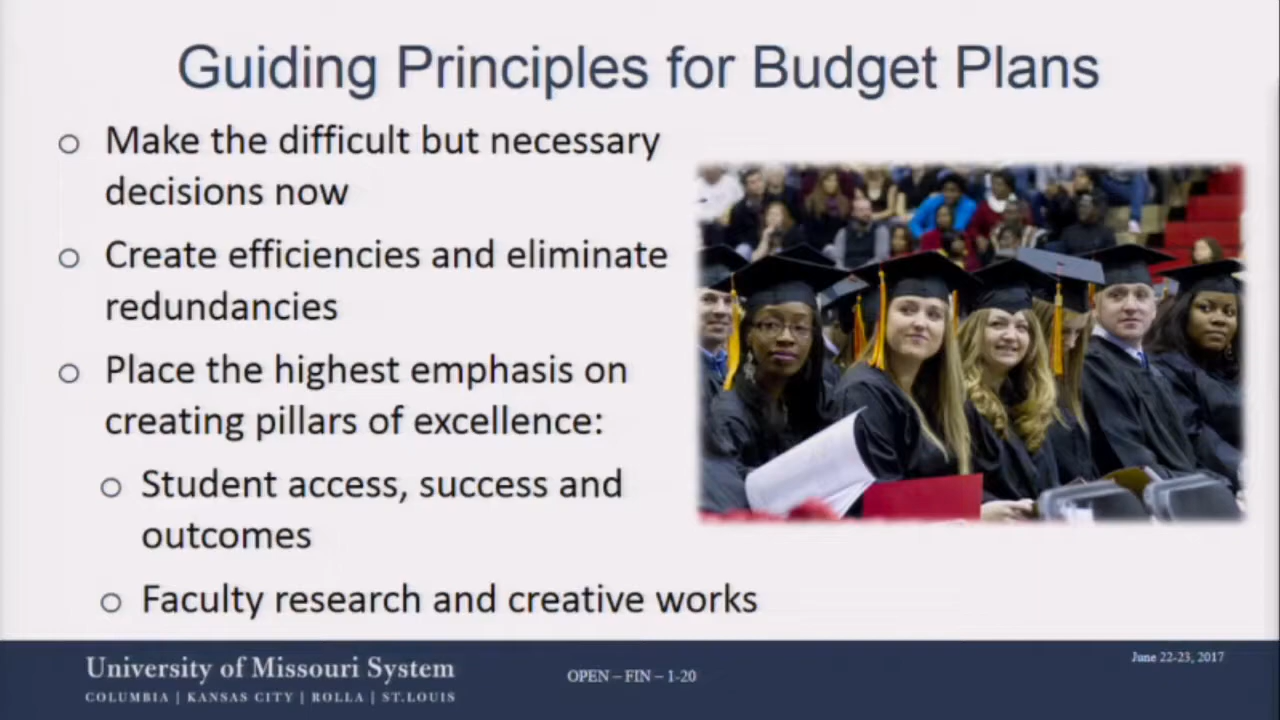 Guiding Principles for Budget Plans
o Make the difficult but necessary
decisions now
o Create efficiencies and eliminate
redundancies
o Place the highest emphasis on
creating pillars of excellence:
o Student access, success and
outcomes
o Faculty research and creative works
University of Missouri System
COLUMBIA | KANSAS CITY | ROLLA | ST.LOUIS
OPEN – FIN – 1-20
June 22-23, 2017